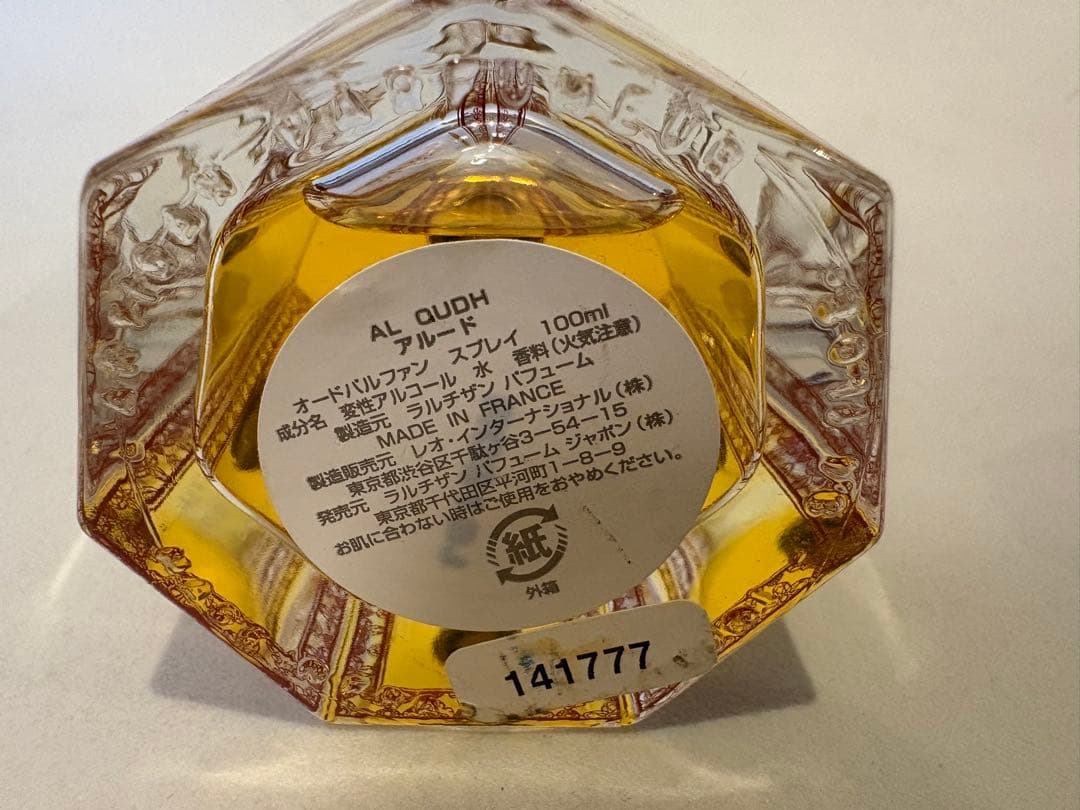 AL OUDH
アルード
オードパルファン スプレイ 100ml
成分名 変性アルコール 水 香料(火気注意)
製造元 ラルチザン パフューム
MADE IN FRANCE
製造販売元 レオ・インターナショナル(株)
東京都渋谷区千駄ヶ谷3-54-15
発売元 ラルチザン パフューム ジャポン(株)
東京都千代田区平河町1-8-9
お肌に合わない時はご使用をおやめください。
紙
外箱
141777